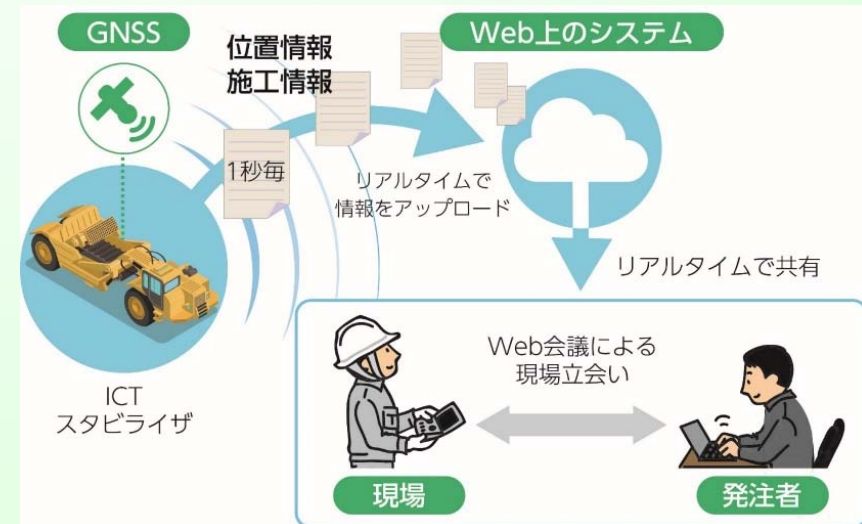 GNSS
位置情報
施工情報
Web上のシステム
1秒毎
リアルタイムで
情報をアップロード
リアルタイムで共有
ICT
スタビライザ
Web会議による
現場立会い
現場
発注者